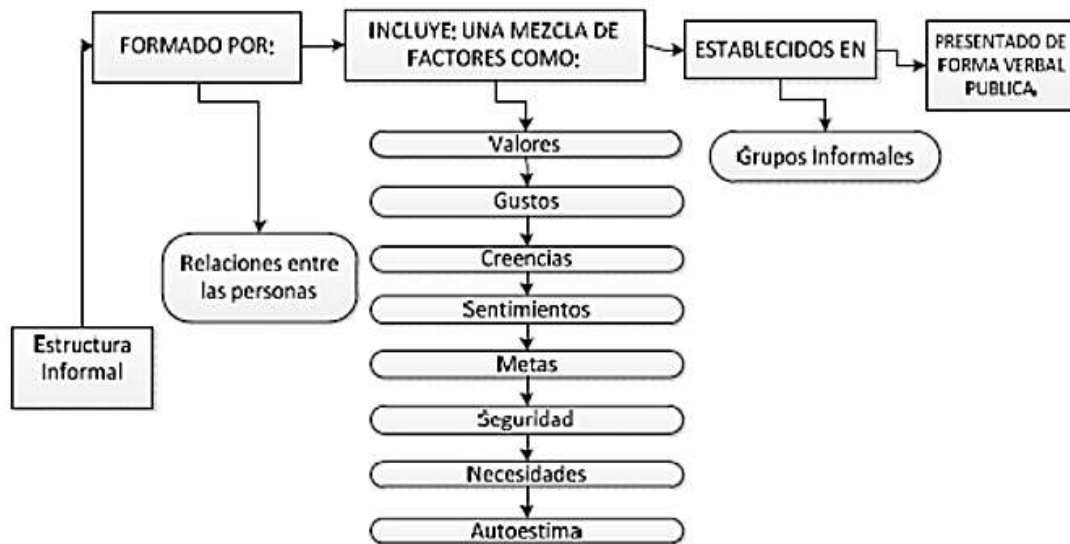 FORMADO POR:
INCLUYE: UNA MEZCLA DE
FACTORES COMO:
ESTABLECIDOS EN
PRESENTADO DE
FORMA VERBAL
PUBLICA.
Valores
Grupos Informales
Gustos
Creencias
Relaciones entre
las personas
Sentimientos
Estructura
Informal
Metas
Seguridad
Necesidades
Autoestima